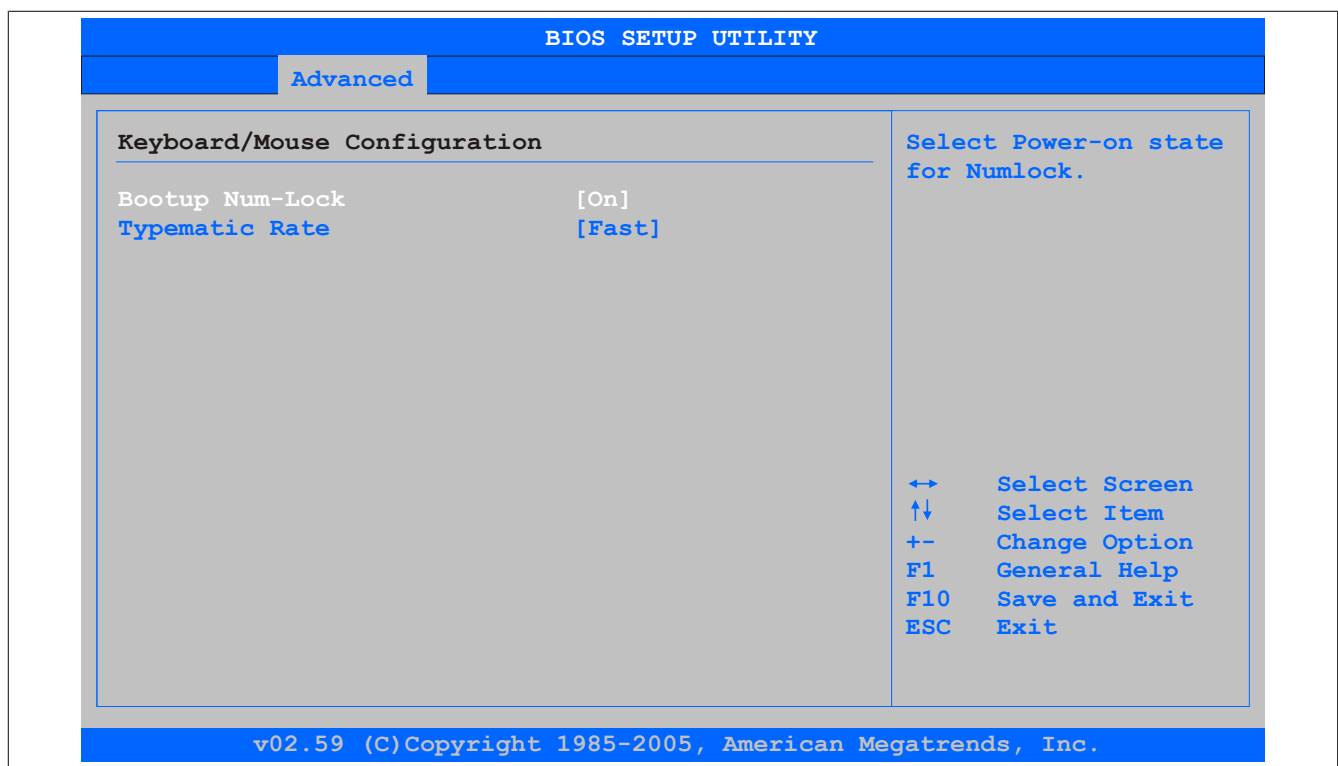 BIOS SETUP UTILITY
Advanced
Keyboard/Mouse Configuration
Bootup Num-Lock [On]
Typematic Rate [Fast]
Select Power-on state
for Numlock.
↔ Select Screen
↑↓ Select Item
+- Change Option
F1 General Help
F10 Save and Exit
ESC Exit
v02.59 (C)Copyright 1985-2005, American Megatrends, Inc.